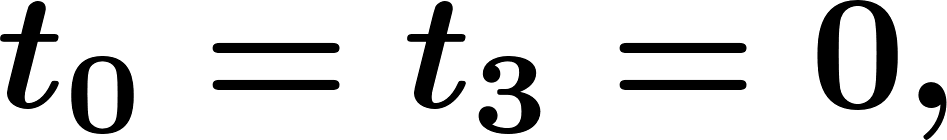 t₀ = t₃ = 0,